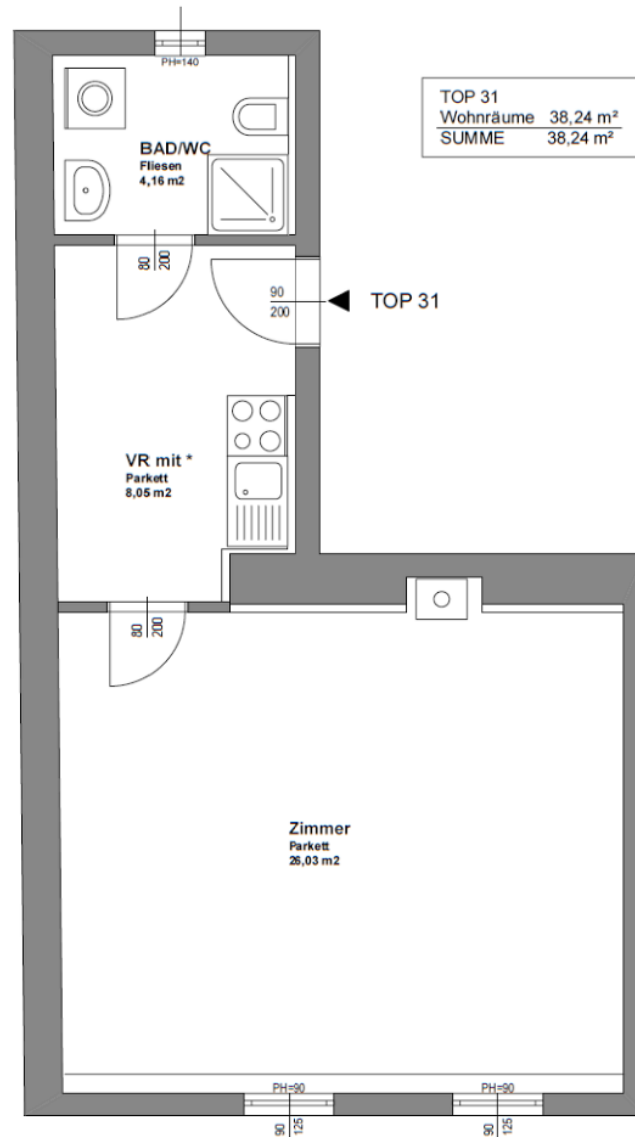 PH=140
TOP 31
Wohnräume 38,24 m²
SUMME 38,24 m²
BAD/WC
Fliesen
4,16 m2
80
200
90
200
TOP 31
VR mit *
Parkett
8,05 m2
80
200
Zimmer
Parkett
26,03 m2
PH=90
PH=90
90
125
90
125